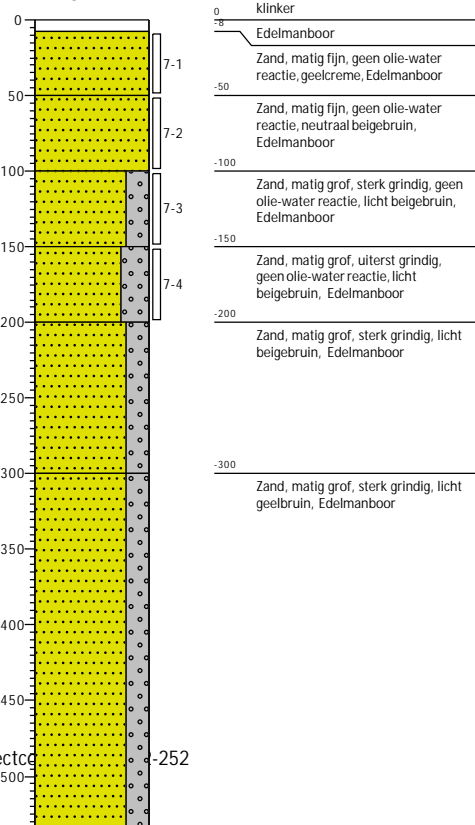 0
klinker
-8
Edelmanboor
Zand, matig fijn, geen olie-water
reactie, geelcreme, Edelmanboor
7-1
50
-50
Zand, matig fijn, geen olie-water
reactie, neutraal beigebruin,
Edelmanboor
7-2
100
-100
Zand, matig grof, sterk grindig, geen
olie-water reactie, licht beigebruin,
Edelmanboor
7-3
150
-150
Zand, matig grof, uiterst grindig,
geen olie-water reactie, licht
beigebruin, Edelmanboor
7-4
200
-200
Zand, matig grof, sterk grindig, licht
beigebruin, Edelmanboor
250
300
-300
Zand, matig grof, sterk grindig, licht
geelbruin, Edelmanboor
350
400
450
-252
500
0